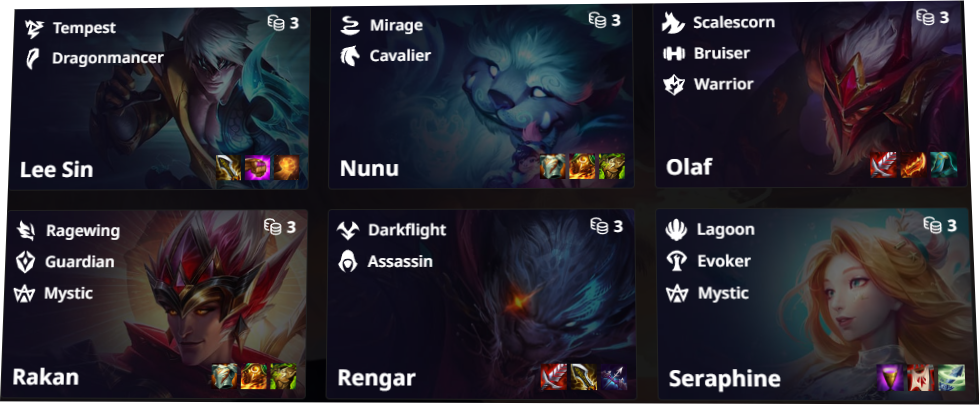 Tempest
3
Dragonmancer
Lee Sin
Mirage
3
Cavalier
Nunu
Scalescorn
3
Bruiser
Warrior
Olaf
Ragewing
3
Guardian
Mystic
Rakan
Darkflight
3
Assassin
Rengar
Lagoon
3
Evoker
Mystic
Seraphine